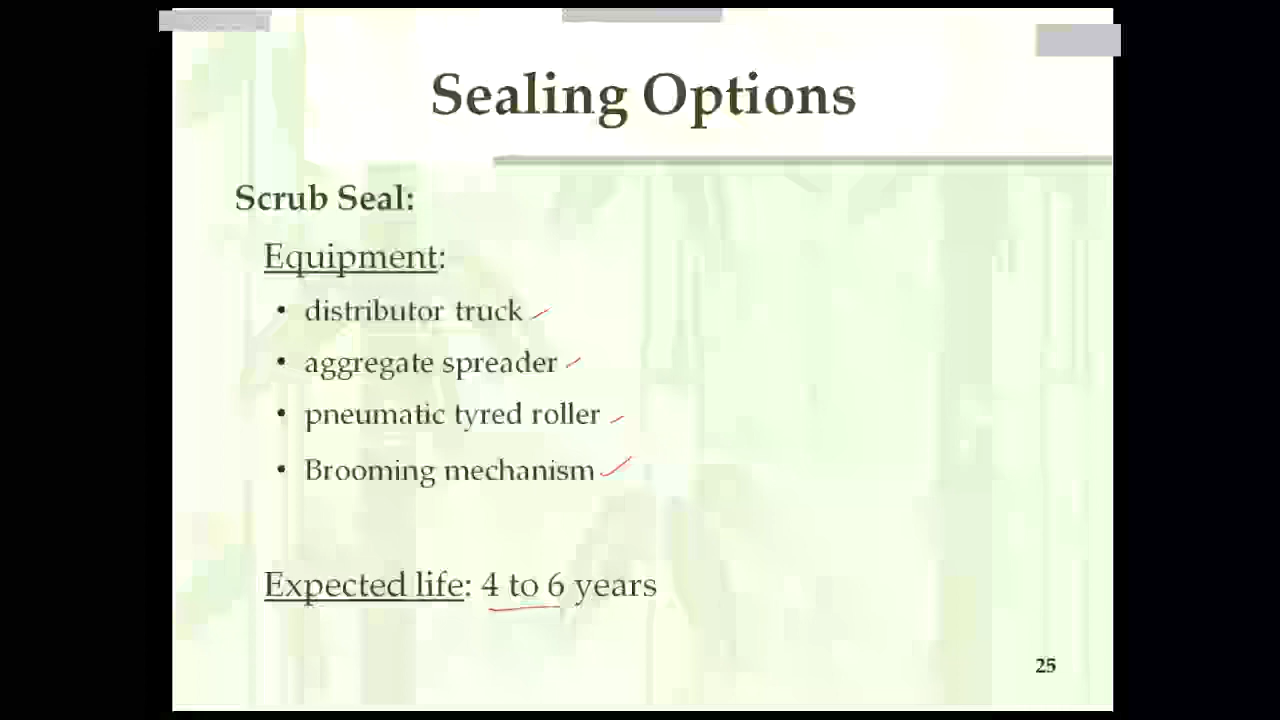 Sealing Options
Scrub Seal:
Equipment:
• distributor truck
• aggregate spreader
• pneumatic tyred roller
• Brooming mechanism
Expected life: 4 to 6 years
25